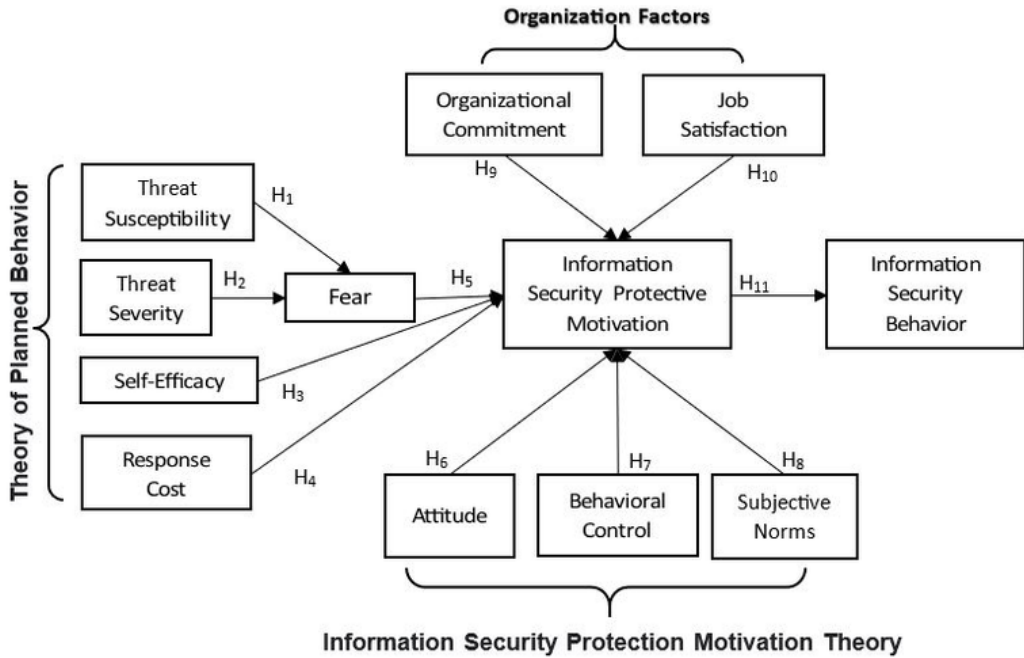 Organization Factors
Organizational
Commitment
Job
Satisfaction
H₉
H₁₀
Theory of Planned Behavior
Threat
Susceptibility
H₁
Threat
Severity
H₂
Fear
H₅
Self-Efficacy
H₃
Response
Cost
H₄
Information
Security Protective
Motivation
H₁₁
Information
Security
Behavior
H₆
H₇
H₈
Attitude
Behavioral
Control
Subjective
Norms
Information Security Protection Motivation Theory